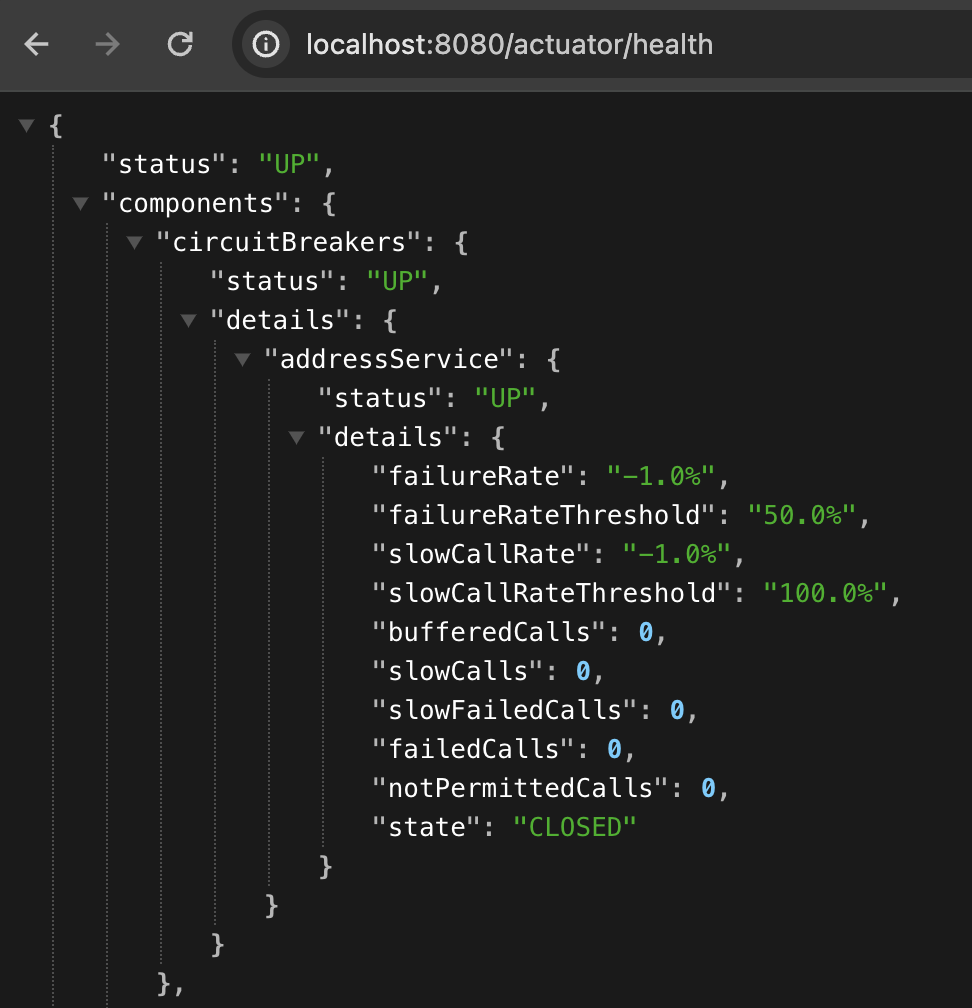 localhost:8080/actuator/health
{
"status": "UP",
"components": {
"circuitBreakers": {
"status": "UP",
"details": {
"addressService": {
"status": "UP",
"details": {
"failureRate": "-1.0%",
"failureRateThreshold": "50.0%",
"slowCallRate": "-1.0%",
"slowCallRateThreshold": "100.0%",
"bufferedCalls": 0,
"slowCalls": 0,
"slowFailedCalls": 0,
"failedCalls": 0,
"notPermittedCalls": 0,
"state": "CLOSED"
}
}
}
},